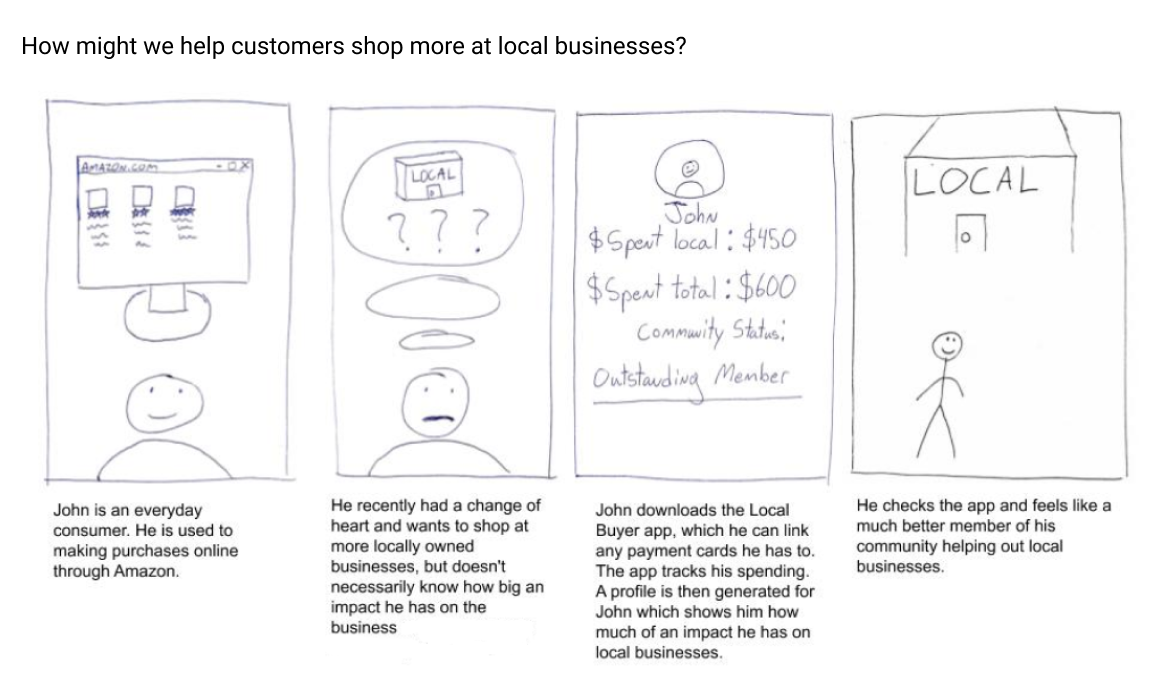 How might we help customers shop more at local businesses?
AMAZON.COM - O X
LOCAL
? ? ?
John
$ Spent local : $450
$ Spent total : $600
Community Status:
Outstanding Member
LOCAL
John is an everyday
consumer. He is used to
making purchases online
through Amazon.
He recently had a change of
heart and wants to shop at
more locally owned
businesses, but doesn't
necessarily know how big an
impact he has on the
business
John downloads the Local
Buyer app, which he can link
any payment cards he has to.
The app tracks his spending.
A profile is then generated for
John which shows him how
much of an impact he has on
local businesses.
He checks the app and feels like a
much better member of his
community helping out local
businesses.